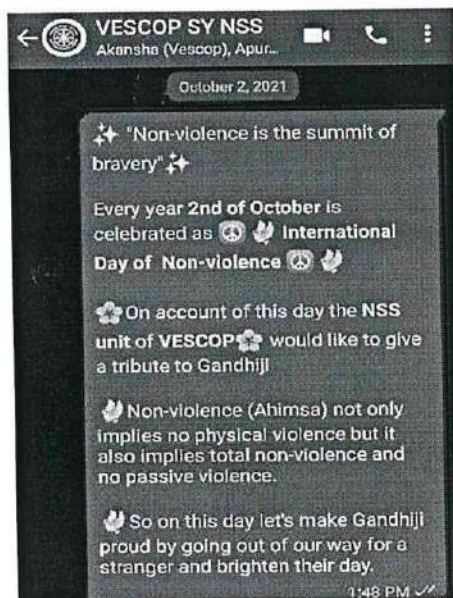 VESCOP SY NSS
Akansha (Vescop), Apur...
October 2, 2021
✨ "Non-violence is the summit of
bravery"✨
Every year 2nd of October is
celebrated as ☮️ 🕊️ International
Day of Non-violence ☮️ 🕊️
🌸On account of this day the NSS
unit of VESCOP🌸 would like to give
a tribute to Gandhiji
🕊️Non-violence (Ahimsa) not only
implies no physical violence but it
also implies total non-violence and
no passive violence.
🕊️So on this day let's make Gandhiji
proud by going out of our way for a
stranger and brighten their day.
1:48 PM